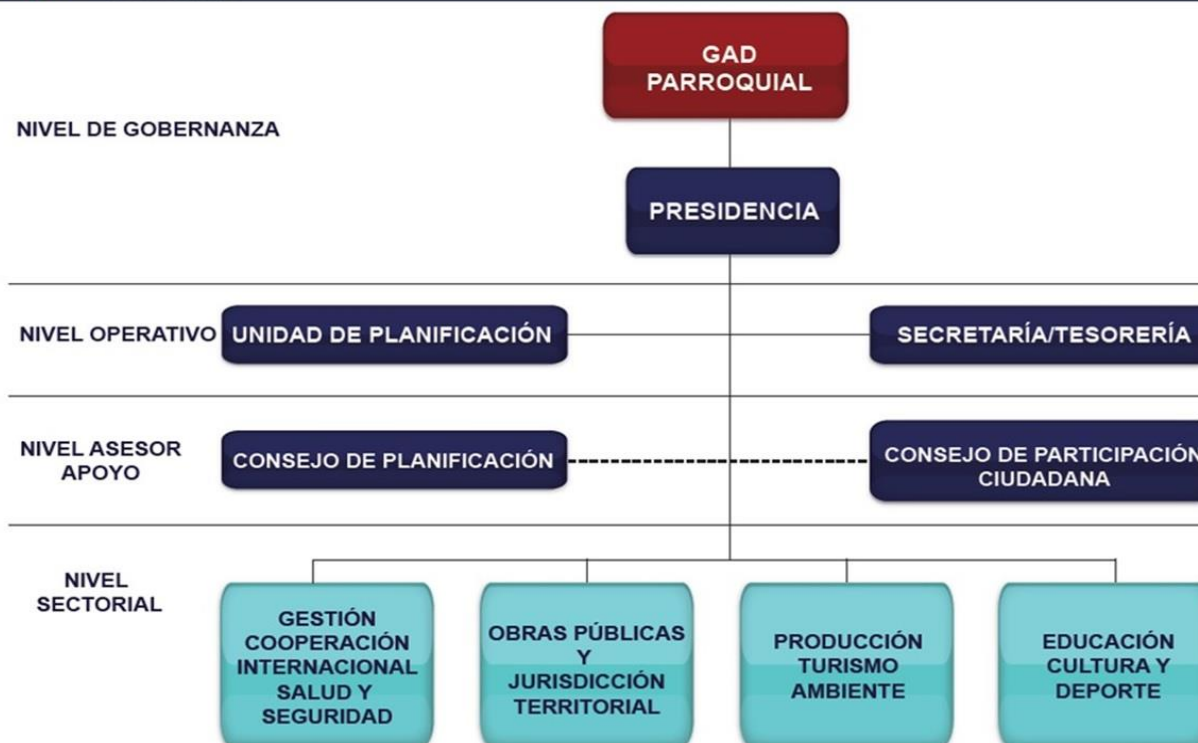 GAD
PARROQUIAL
NIVEL DE GOBERNANZA
PRESIDENCIA
NIVEL OPERATIVO
UNIDAD DE PLANIFICACIÓN
SECRETARÍA/TESORERÍA
NIVEL ASESOR
APOYO
CONSEJO DE PLANIFICACIÓN
CONSEJO DE PARTICIPACIÓN
CIUDADANA
NIVEL
SECTORIAL
GESTIÓN
COOPERACIÓN
INTERNACIONAL
SALUD Y
SEGURIDAD
OBRAS PÚBLICAS
Y
JURISDICCIÓN
TERRITORIAL
PRODUCCIÓN
TURISMO
AMBIENTE
EDUCACIÓN
CULTURA Y
DEPORTE